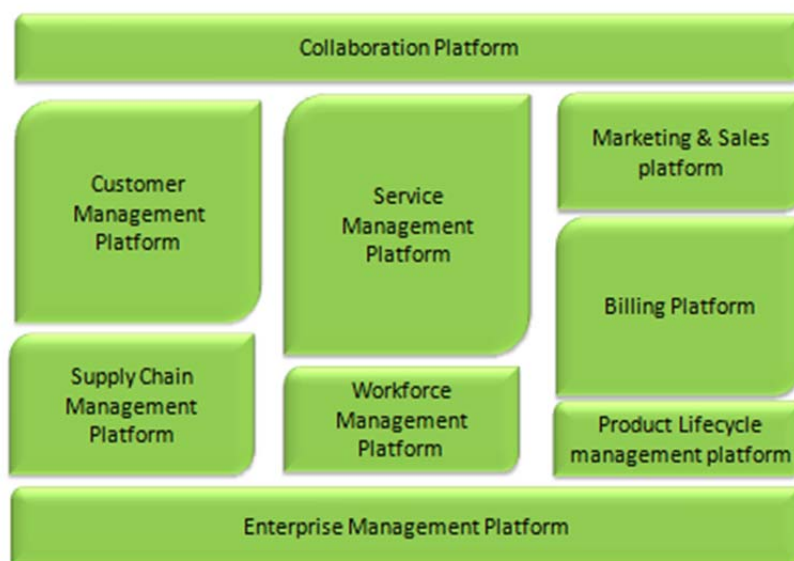 Collaboration Platform
Customer
Management
Platform
Service
Management
Platform
Marketing & Sales
platform
Billing Platform
Supply Chain
Management
Platform
Workforce
Management
Platform
Product Lifecycle
management platform
Enterprise Management Platform